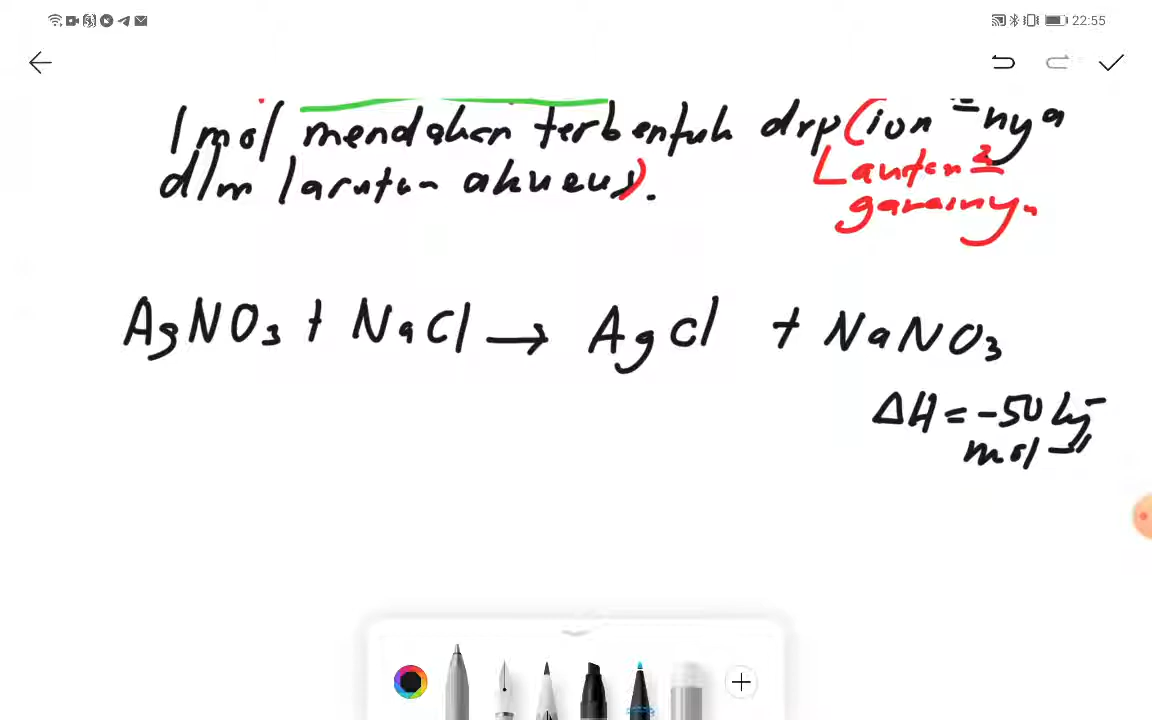 22:55
1 mol mendakan terbentuk drp (ion²nya
dlm larutan akueus).
Larutan²
garamnya
AgNO3 + NaCl → AgCl + NaNO3
ΔH = -50 kJ
mol⁻¹